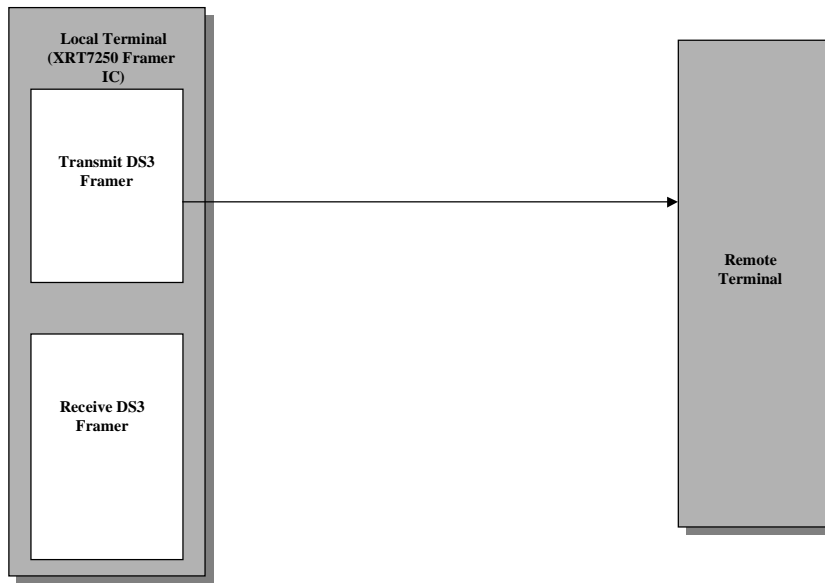 Local Terminal
(XRT7250 Framer
IC)
Transmit DS3
Framer
Remote
Terminal
Receive DS3
Framer